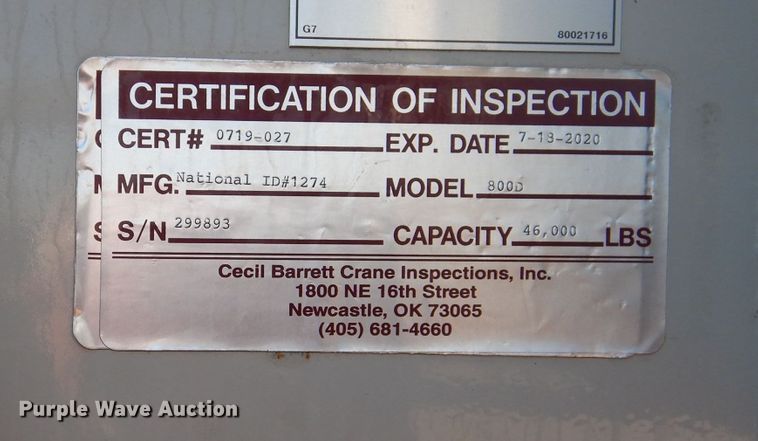 G7 80021716
CERTIFICATION OF INSPECTION
CERT# 0719-027 EXP. DATE 7-18-2020
MFG. National ID#1274 MODEL 800D
S/N 299893 CAPACITY 46,000 LBS
Cecil Barrett Crane Inspections, Inc.
1800 NE 16th Street
Newcastle, OK 73065
(405) 681-4660
Purple Wave Auction